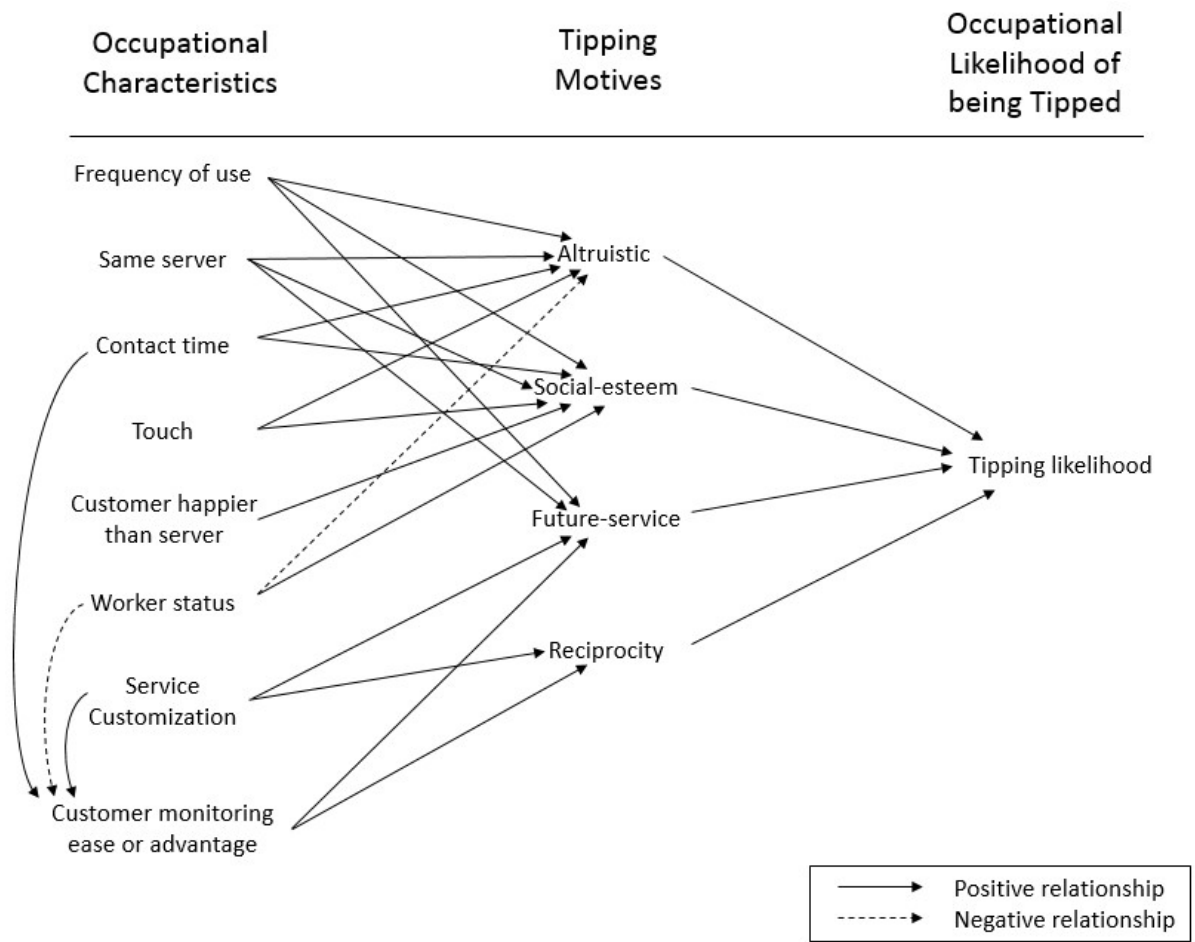 Occupational
Characteristics
Tipping
Motives
Occupational
Likelihood of
being Tipped
Frequency of use
Same server
Contact time
Touch
Customer happier
than server
Worker status
Service
Customization
Customer monitoring
ease or advantage
Altruistic
Social-esteem
Future-service
Reciprocity
Tipping likelihood
Positive relationship
Negative relationship